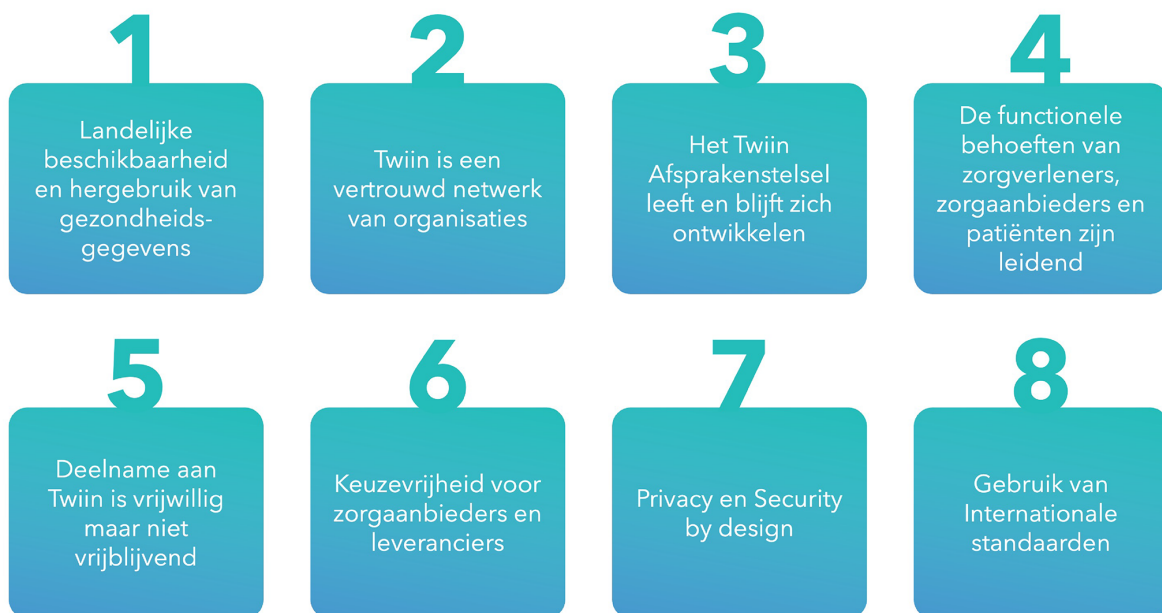 1
Landelijke
beschikbaarheid
en hergebruik van
gezondheids-
gegevens
2
Twiin is een
vertrouwd netwerk
van organisaties
3
Het Twiin
Afsprakenstelsel
leeft en blijft zich
ontwikkelen
4
De functionele
behoeften van
zorgverleners,
zorgaanbieders en
patiënten zijn
leidend
5
Deelname aan
Twiin is vrijwillig
maar niet
vrijblijvend
6
Keuzevrijheid voor
zorgaanbieders en
leveranciers
7
Privacy en Security
by design
8
Gebruik van
Internationale
standaarden